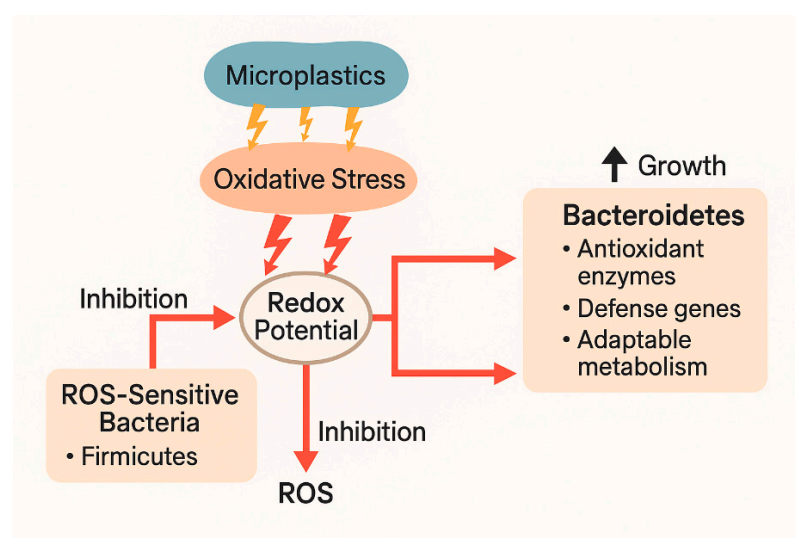 Microplastics
Oxidative Stress
Growth
Bacteroidetes
• Antioxidant
enzymes
• Defense genes
• Adaptable
metabolism
Inhibition
Redox
Potential
ROS-Sensitive
Bacteria
• Firmicutes
Inhibition
ROS